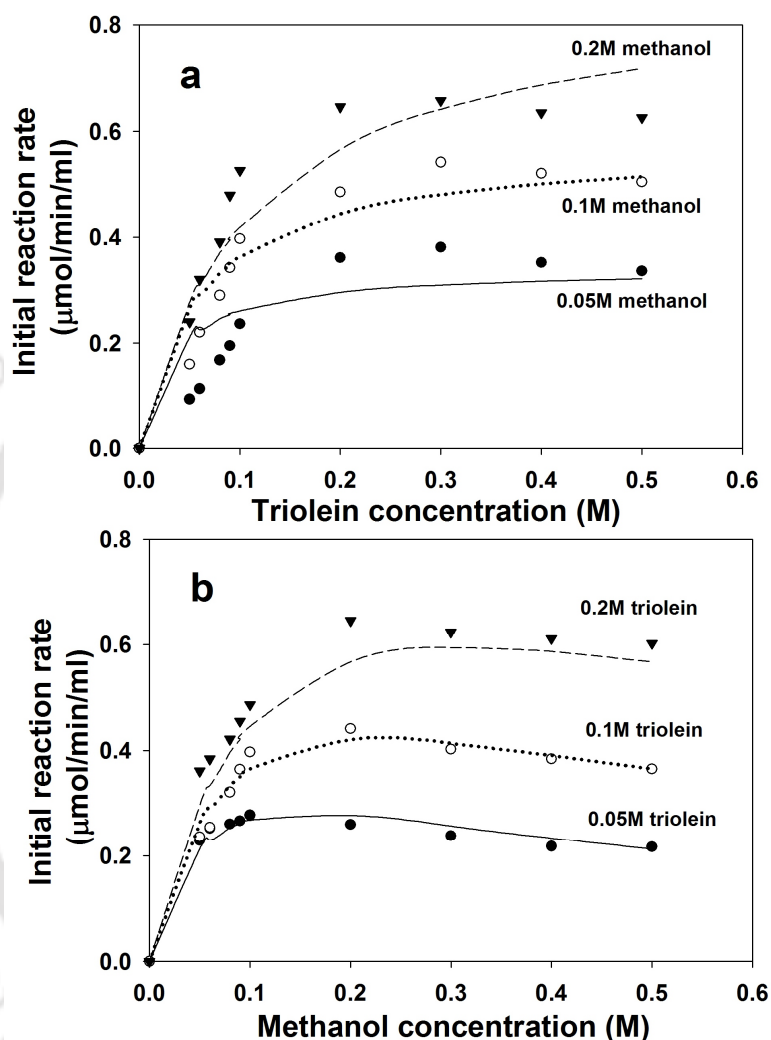 0.8
a
0.2M methanol
0.6
0.1M methanol
0.4
0.05M methanol
0.2
0.0
Initial reaction rate
(μmol/min/ml)
0.0 0.1 0.2 0.3 0.4 0.5 0.6
Triolein concentration (M)
0.8
b
0.2M triolein
0.6
0.1M triolein
0.4
0.05M triolein
0.2
0.0
Initial reaction rate
(μmol/min/ml)
0.0 0.1 0.2 0.3 0.4 0.5 0.6
Methanol concentration (M)